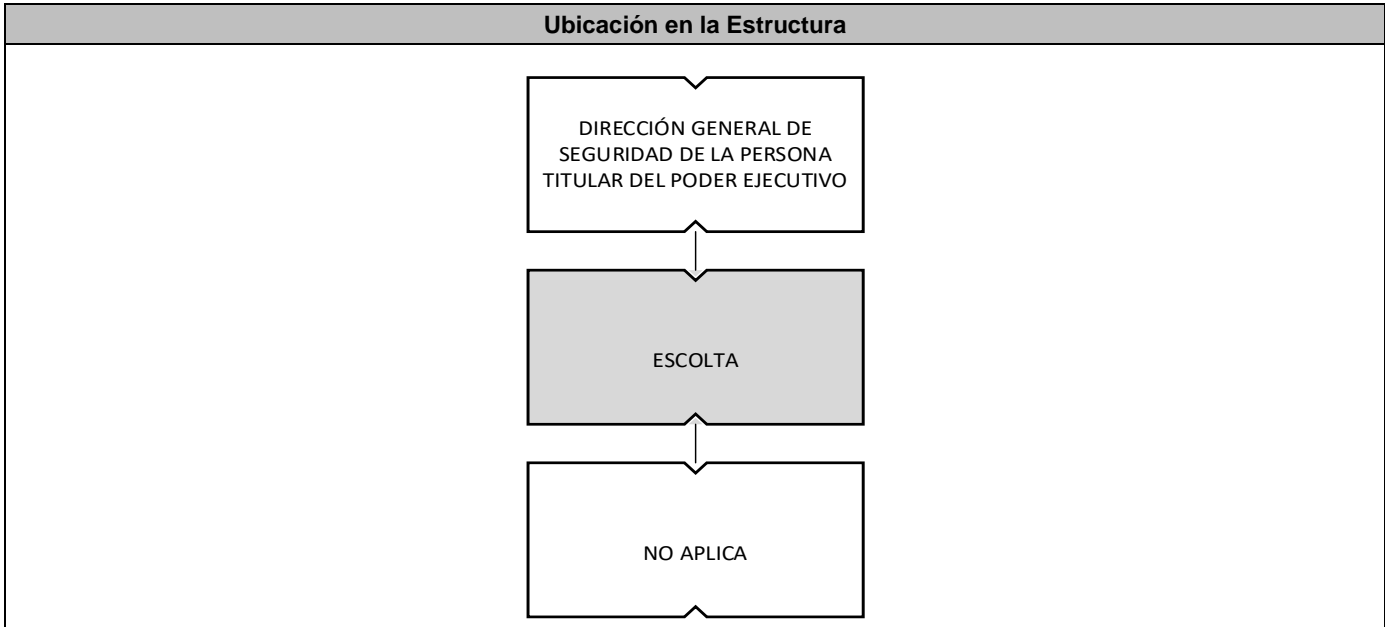 Ubicación en la Estructura
DIRECCIÓN GENERAL DE
SEGURIDAD DE LA PERSONA
TITULAR DEL PODER EJECUTIVO
ESCOLTA
NO APLICA